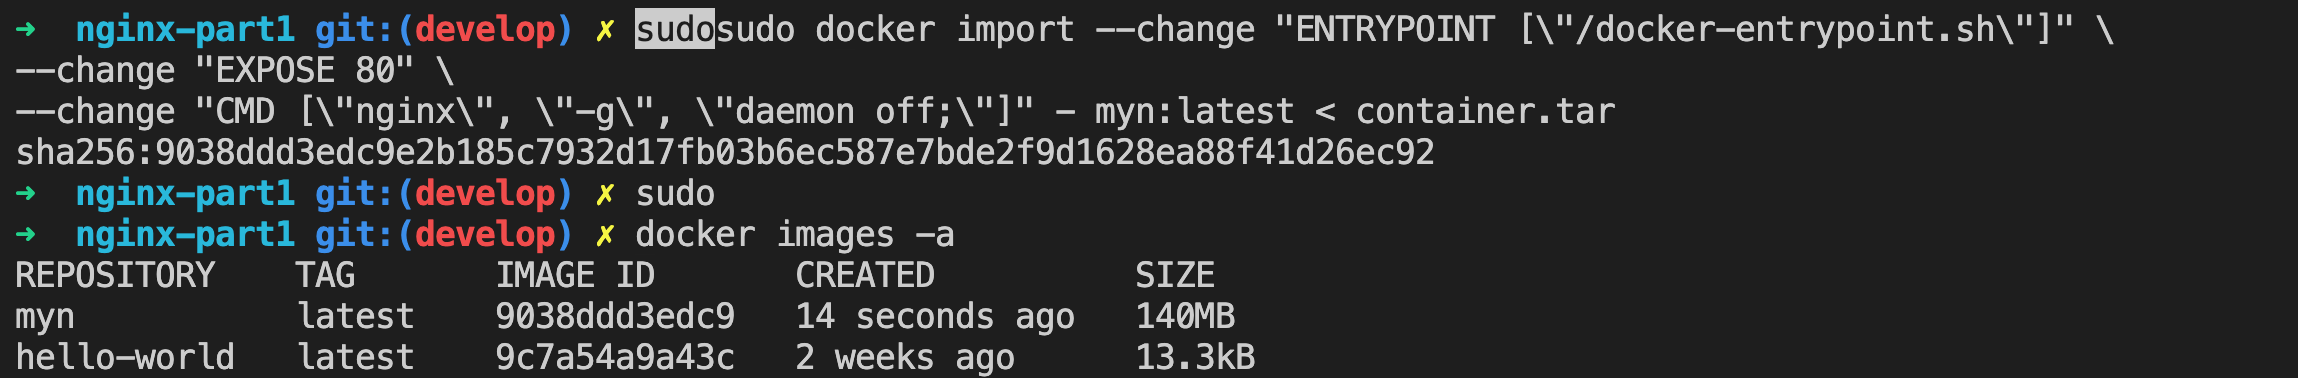 ➜  nginx-part1 git:(develop) ✗ sudosudo docker import --change "ENTRYPOINT [\"/docker-entrypoint.sh\"]" \
--change "EXPOSE 80" \
--change "CMD [\"nginx\", \"-g\", \"daemon off;\"]" - myn:latest < container.tar
sha256:9038ddd3edc9e2b185c7932d17fb03b6ec587e7bde2f9d1628ea88f41d26ec92
➜  nginx-part1 git:(develop) ✗ sudo
➜  nginx-part1 git:(develop) ✗ docker images -a
REPOSITORY    TAG       IMAGE ID       CREATED          SIZE
myn           latest    9038ddd3edc9   14 seconds ago   140MB
hello-world   latest    9c7a54a9a43c   2 weeks ago      13.3kB